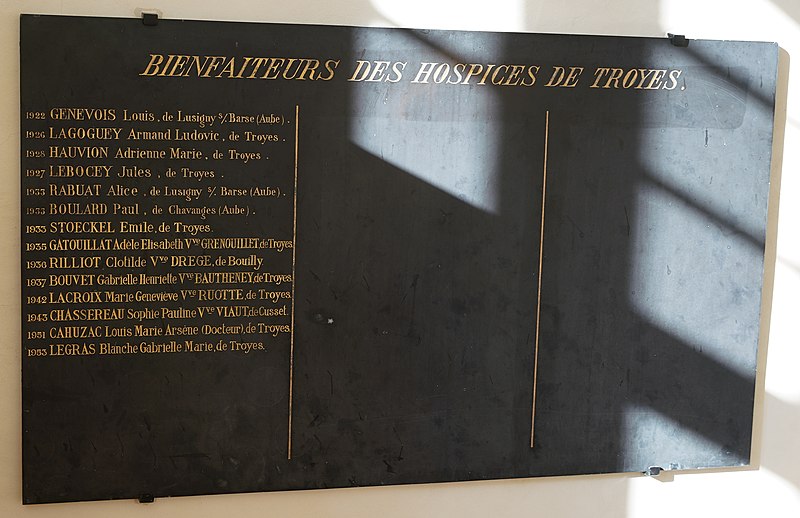 BIENFAITEURS DES HOSPICES DE TROYES.
1922 GENEVOIS Louis, de Lusigny s/ Barse (Aube).
1926 LAGOGUEY Armand Ludovic, de Troyes.
1928 HAUVION Adrienne Marie, de Troyes.
1927 LEBOCEY Jules, de Troyes.
1933 RABUAT Alice, de Lusigny s/ Barse (Aube).
1933 BOULARD Paul, de Chavanges (Aube).
1935 STOECKEL Emile, de Troyes.
1935 GATOUILLAT Adèle Elisabeth Vve GRENOUILLET, de Troyes.
1936 RILLIOT Clotilde Vve DREGE, de Bouilly.
1937 BOUVET Gabrielle Henriette Vve BAUTHENEY, de Troyes.
1942 LACROIX Marie Geneviève Vve RUOTTE, de Troyes.
1943 CHASSEREAU Sophie Pauline Vve VIAUT, de Cusset.
1951 CAHUZAC Louis Marie Arsène (Docteur), de Troyes.
1953 LEGRAS Blanche Gabrielle Marie, de Troyes.